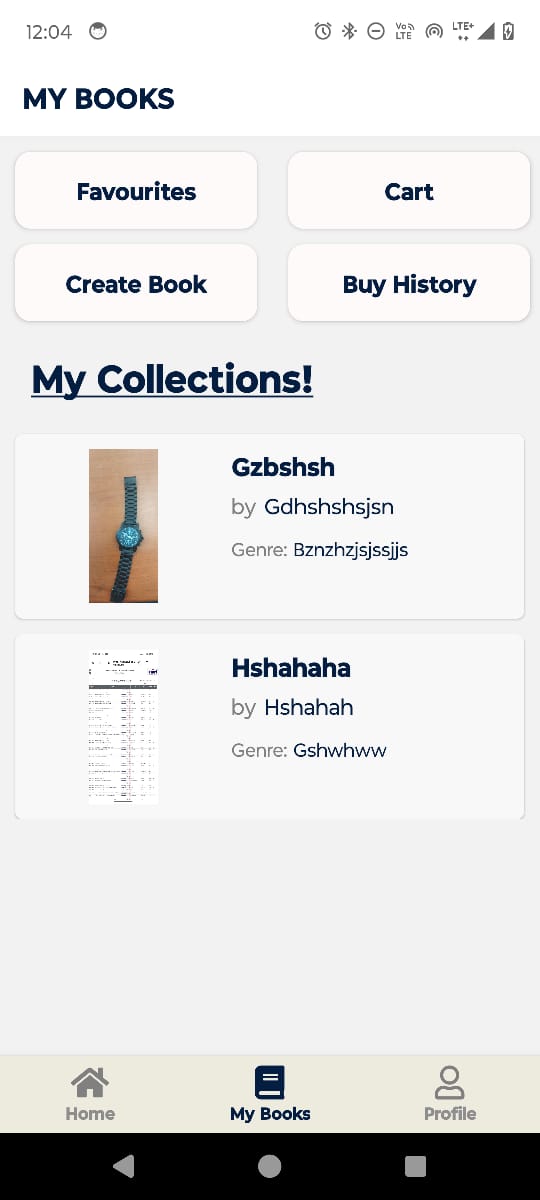 12:04
Vo))
LTE
LTE+
MY BOOKS
Favourites
Cart
Create Book
Buy History
My Collections!
Gzbshsh
by Gdhshshsjsn
Genre: Bznzhzjsjssjjs
Hshahaha
by Hshahah
Genre: Gshwhww
Home
My Books
Profile